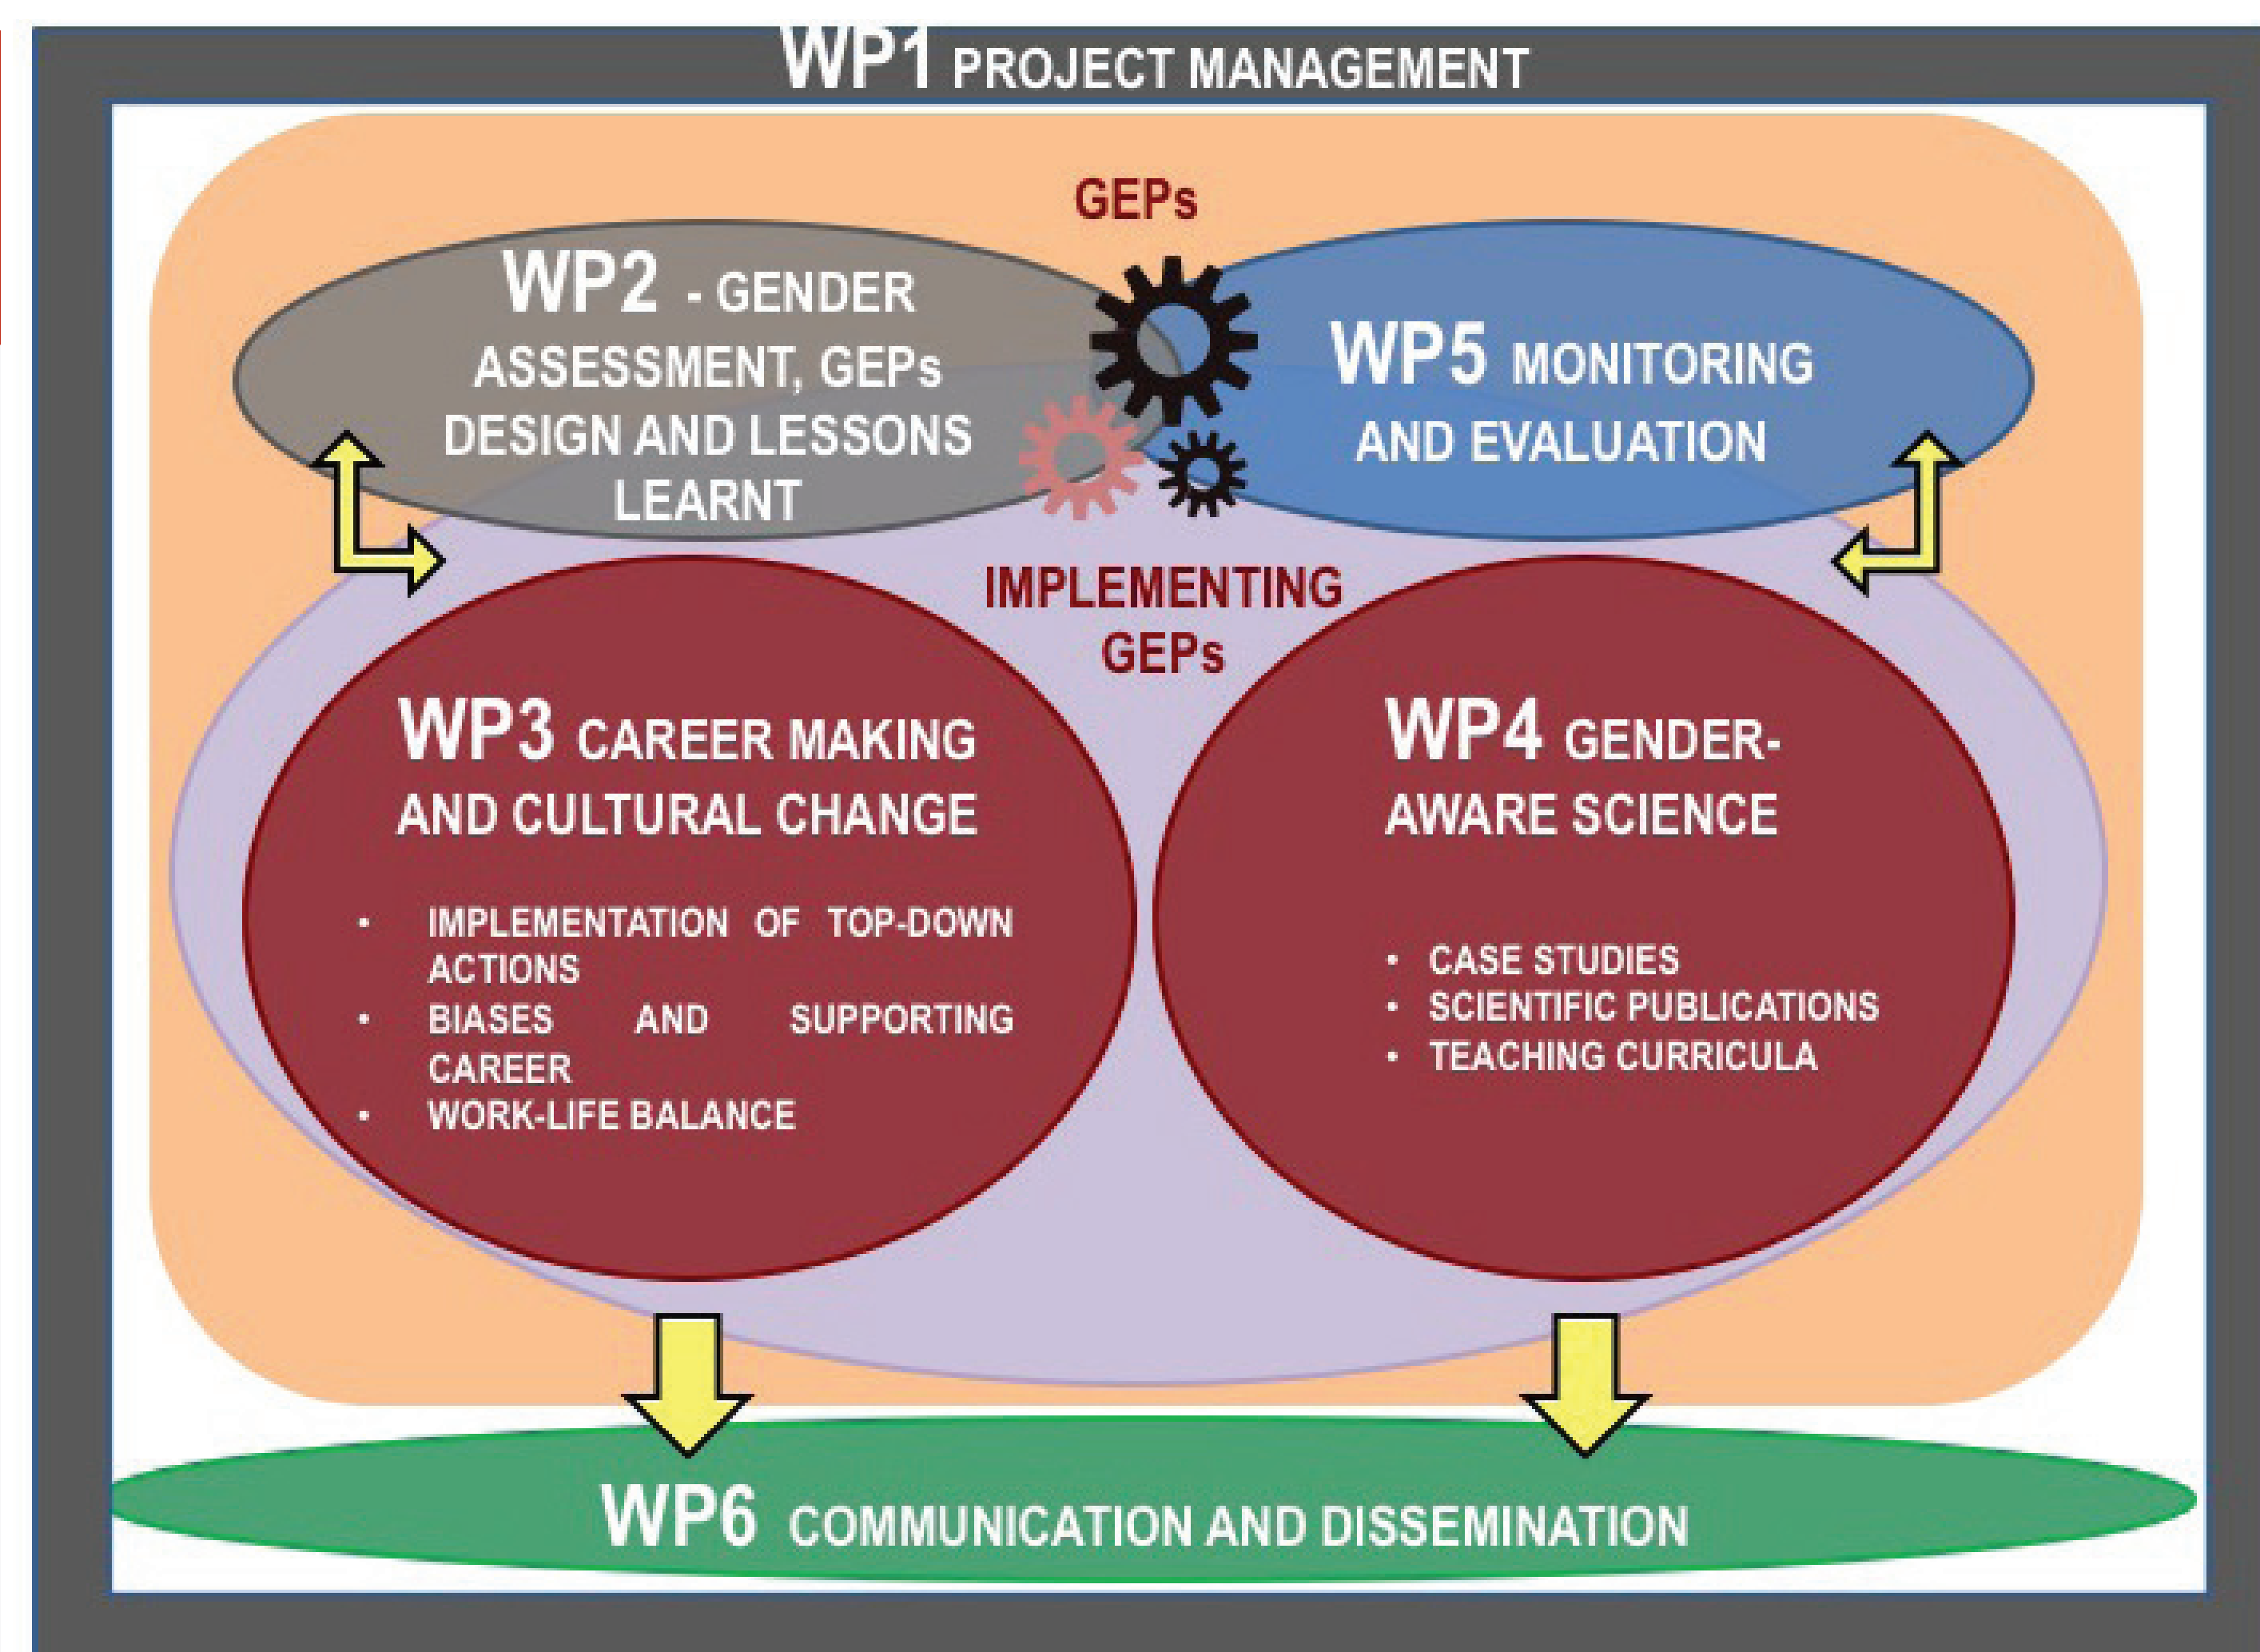 WP1 PROJECT MANAGEMENT
GEPs
WP2 - GENDER
ASSESSMENT, GEPs
DESIGN AND LESSONS
LEARNT
WP5 MONITORING
AND EVALUATION
IMPLEMENTING
GEPs
WP3 CAREER MAKING
AND CULTURAL CHANGE
• IMPLEMENTATION OF TOP-DOWN
ACTIONS
• BIASES AND SUPPORTING
CAREER
• WORK-LIFE BALANCE
WP4 GENDER-
AWARE SCIENCE
• CASE STUDIES
• SCIENTIFIC PUBLICATIONS
• TEACHING CURRICULA
WP6 COMMUNICATION AND DISSEMINATION